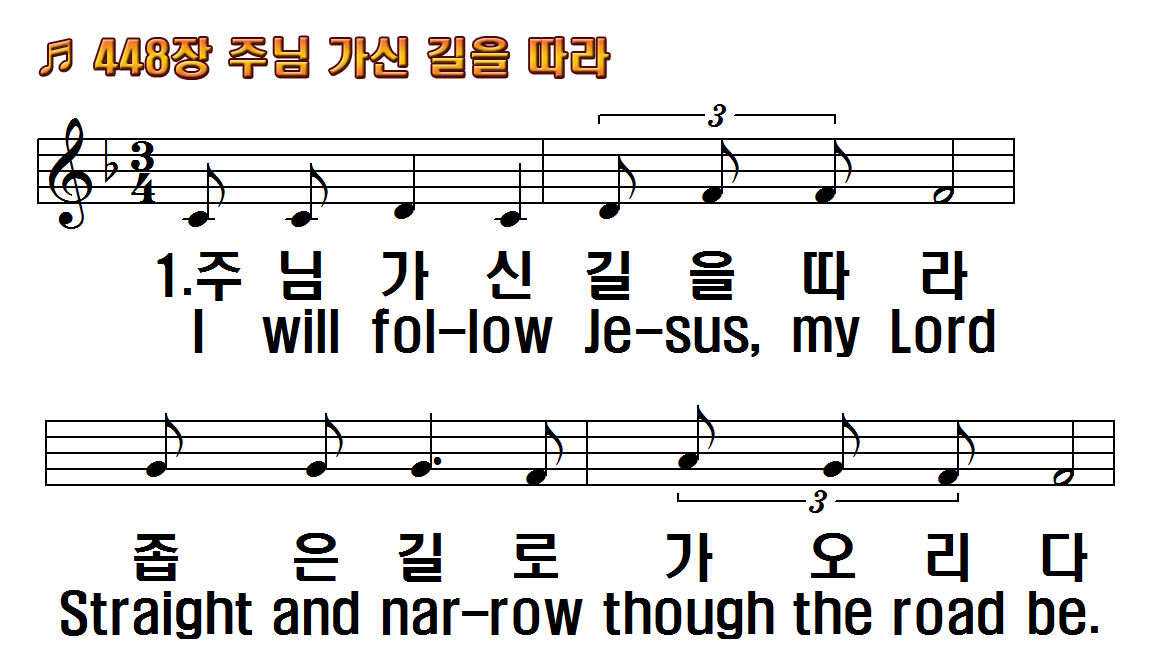 ♬ 448장 주님 가신 길을 따라
3
3
4
1.주 님 가 신 길 을 따 라
I will fol-low Je-sus, my Lord
3
좁 은 길 로 가 오 리 다
Straight and nar-row though the road be.